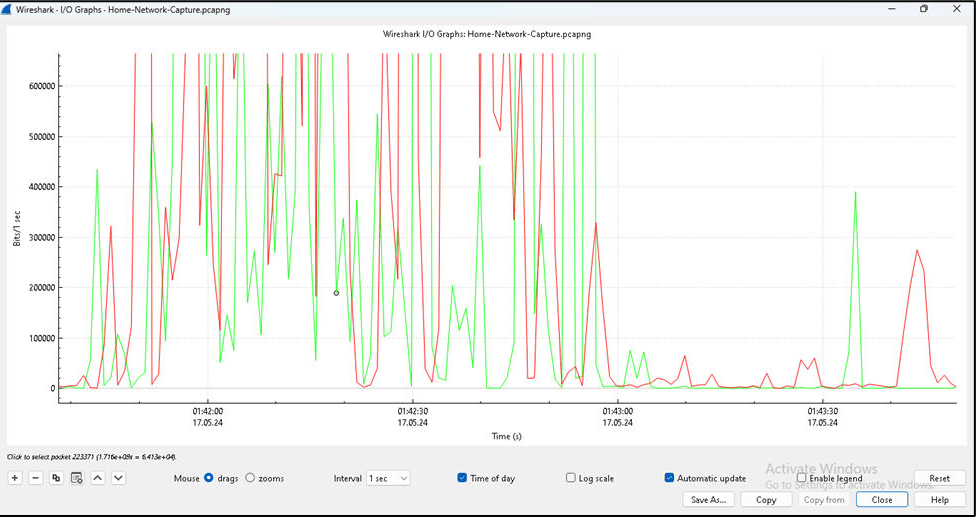 Wireshark · I/O Graphs · Home-Network-Capture.pcapng
Wireshark I/O Graphs: Home-Network-Capture.pcapng
600000
500000
400000
300000
200000
100000
0
Bits/1 sec
01:42:00 01:42:30 01:43:00 01:43:30
17.05.24 17.05.24 17.05.24 17.05.24
Time (s)
Click to select packet 223371 (1.716e+09s = 6.413e+04).
Mouse drags zooms Interval 1 sec Time of day Log scale Automatic update Enable legend Reset
Activate Windows
Go to Settings to activate Windows.
Save As... Copy Copy from Close Help